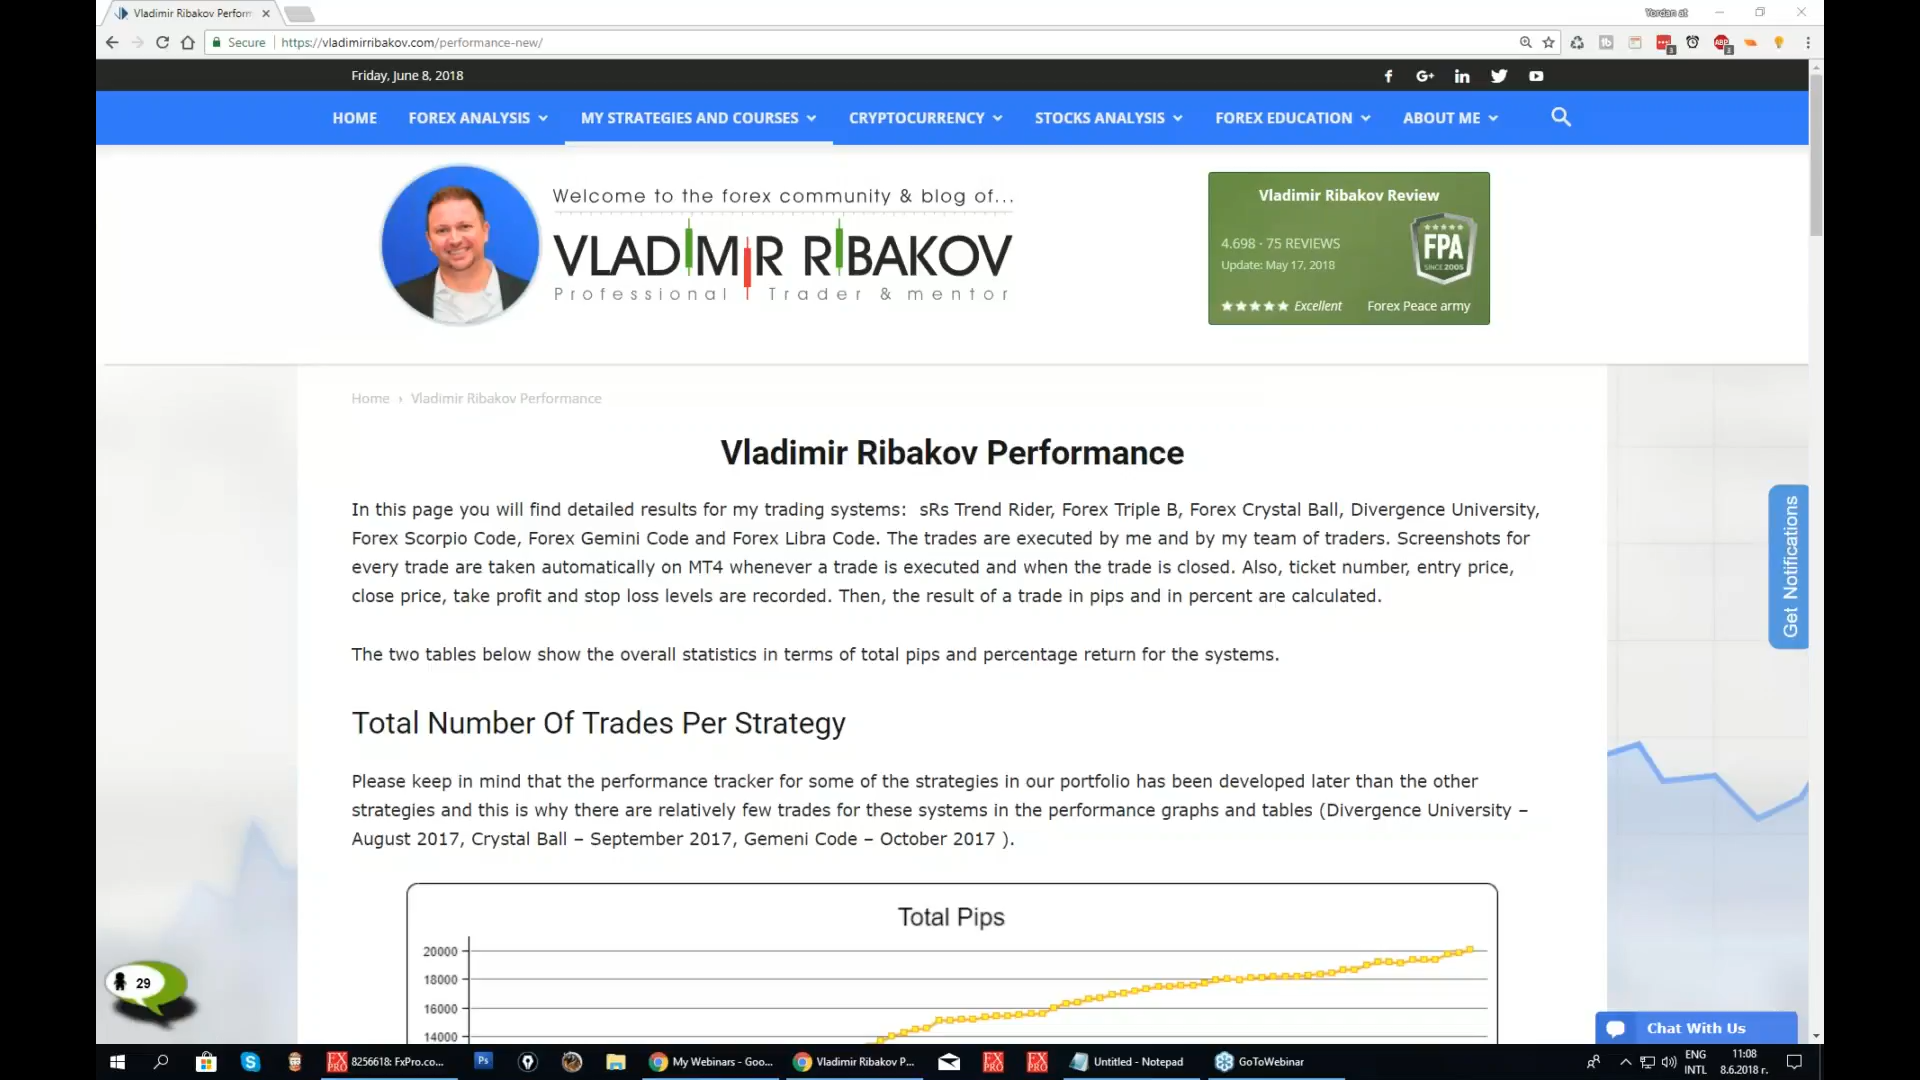 Vladimir Ribakov Perform
Yordan at
Secure
https://vladimirribakov.com/performance-new/
Friday, June 8, 2018
HOME
FOREX ANALYSIS
MY STRATEGIES AND COURSES
CRYPTOCURRENCY
STOCKS ANALYSIS
FOREX EDUCATION
ABOUT ME
Welcome to the forex community & blog of...
VLADIMIR RIBAKOV
Professional Trader & mentor
Vladimir Ribakov Review
4.698 · 75 REVIEWS
Update: May 17, 2018
FPA
SINCE 2005
Excellent
Forex Peace army
Home › Vladimir Ribakov Performance
Vladimir Ribakov Performance
In this page you will find detailed results for my trading systems: sRs Trend Rider, Forex Triple B, Forex Crystal Ball, Divergence University,
Forex Scorpio Code, Forex Gemini Code and Forex Libra Code. The trades are executed by me and by my team of traders. Screenshots for
every trade are taken automatically on MT4 whenever a trade is executed and when the trade is closed. Also, ticket number, entry price,
close price, take profit and stop loss levels are recorded. Then, the result of a trade in pips and in percent are calculated.
The two tables below show the overall statistics in terms of total pips and percentage return for the systems.
Get Notifications
Total Number Of Trades Per Strategy
Please keep in mind that the performance tracker for some of the strategies in our portfolio has been developed later than the other
strategies and this is why there are relatively few trades for these systems in the performance graphs and tables (Divergence University –
August 2017, Crystal Ball – September 2017, Gemeni Code – October 2017 ).
Total Pips
20000
18000
16000
14000
29
Chat With Us
8256618: FxPro.co...
Ps
My Webinars - Goo...
Vladimir Ribakov P...
Untitled - Notepad
GoToWebinar
ENG
INTL
11:08
8.6.2018 г.